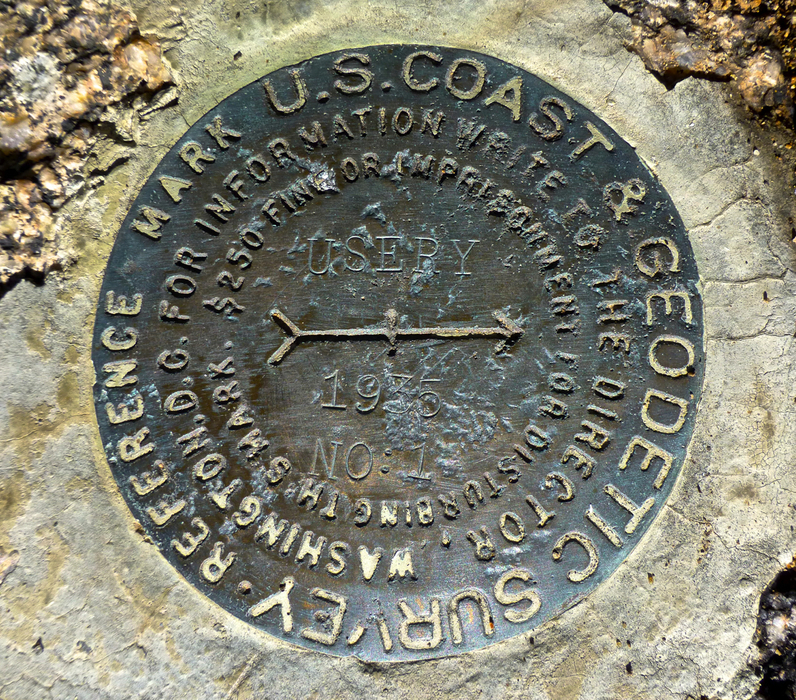 U.S. COAST & GEODETIC SURVEY
REFERENCE MARK
FOR INFORMATION WRITE TO THE DIRECTOR, WASHINGTON, D.C.
$250 FINE OR IMPRISONMENT FOR DISTURBING THIS MARK.
USERY
1935
NO: 1